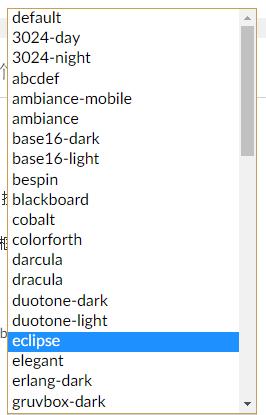 default
3024-day
3024-night
abcdef
ambiance-mobile
ambiance
base16-dark
base16-light
bespin
blackboard
cobalt
colorforth
darcula
dracula
duotone-dark
duotone-light
eclipse
elegant
erlang-dark
gruvbox-dark